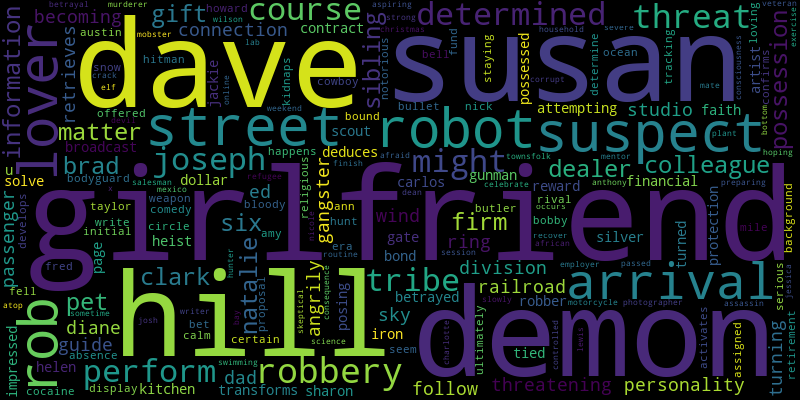 dave
susan
girlfriend
hill
demon
robot
street
suspect
arrival
rob
lover
robbery
tribe
might
joseph
perform
course
determined
threat
possession
sibling
gift
connection
information
becoming
retrieves
matter
brad
studio
faith
dealer
colleague
firm
six
ed
natalie
clark
pet
diane
guide
dad
kitchen
sharon
transforms
angrily
gangster
wind
ring
division
railroad
betrayed
sky
iron
follow
threatening
personality
turning
protection
turned
silver
financial
passenger
page
solve
impressed
helen
absence
display
cocaine
fred
fell
atop
sometime
develops
u
taylor
write
initial
bodyguard
broadcast
dollar
salesman
mexico
weapon
comedy
circle
heist
bloody
amy
religious
refugee
bound
scout
deduces
happens
afraid
finish
offered
hitman
contract
howard
wilson
betrayal
murderer
austin
snow
mobster
crack
elf
devil
lab
online
jackie
cowboy
weekend
kidnaps
christmas
notorious
bullet
nick
bell
fund
staying
aspiring
strong
severe
possessed
attempting
ocean
determine
household
corrupt
tracking
consciousness
mate
artist
loving
confirms
veteran
exercise
bottom
plant
hoping
mentor
townsfolk
celebrate
gunman
reward
carlos
dean
butler
rival
bobby
anthony
occurs
recover
african
preparing
mile
background
serious
jessica
retirement
assigned
activates
assassin
employer
passed
motorcycle
photographer
robber
slowly
ultimately
tied
controlled
lewis
charlotte
seem
bond
gate
hunt
vann
era
routine
session
posing
consequence
skeptical
science
certain
swimming
proposal
hunter
bay
bet
calm
writer
josh
nicole
x